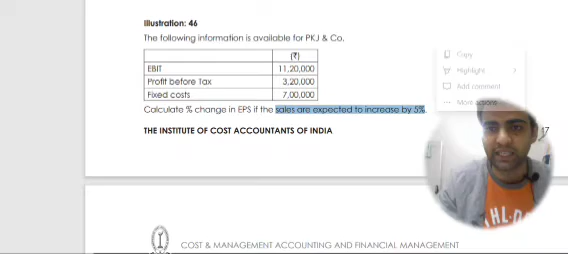 Illustration: 46
The following information is available for PKJ & Co.
(₹)
EBIT 11,20,000
Profit before Tax 3,20,000
Fixed costs 7,00,000
Calculate % change in EPS if the sales are expected to increase by 5%.
THE INSTITUTE OF COST ACCOUNTANTS OF INDIA
Copy
Highlight
Add comment
More actions
COST & MANAGEMENT ACCOUNTING AND FINANCIAL MANAGEMENT